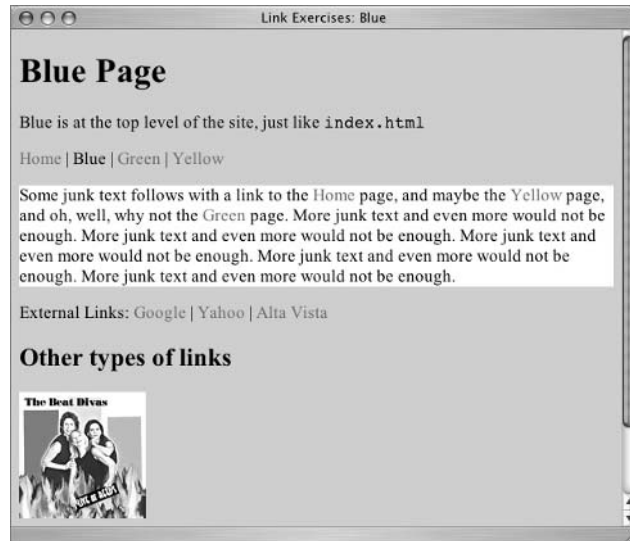 Link Exercises: Blue
Blue Page
Blue is at the top level of the site, just like index.html
Home | Blue | Green | Yellow
Some junk text follows with a link to the Home page, and maybe the Yellow page,
and oh, well, why not the Green page. More junk text and even more would not be
enough. More junk text and even more would not be enough. More junk text and
even more would not be enough. More junk text and even more would not be
enough. More junk text and even more would not be enough.
External Links: Google | Yahoo | Alta Vista
Other types of links
The Beat Divas